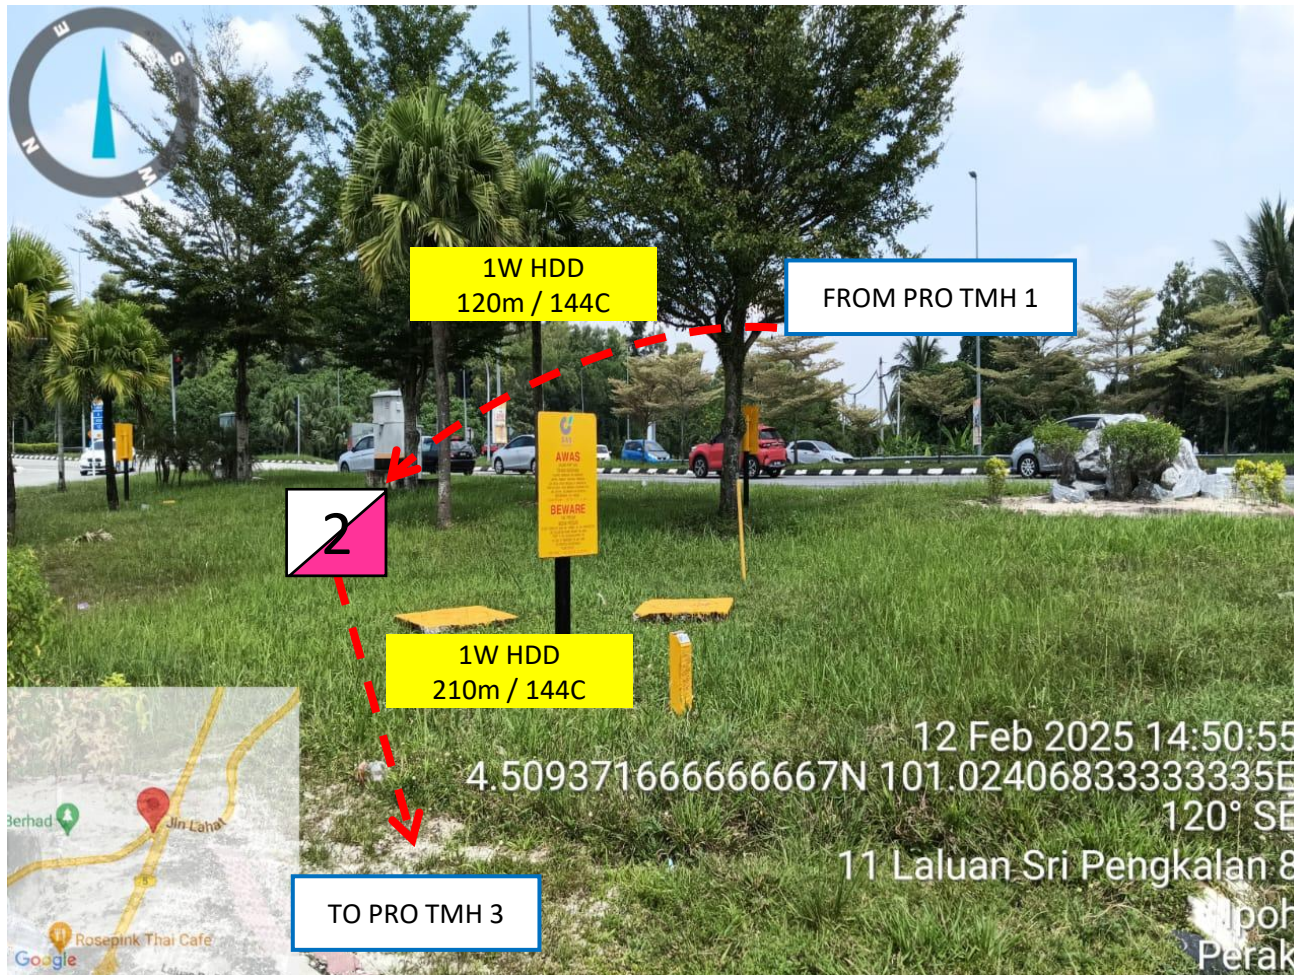 E
S
N
W
1W HDD
120m / 144C
FROM PRO TMH 1
AWAS
BEWARE
2
1W HDD
210m / 144C
TO PRO TMH 3
12 Feb 2025 14:50:55
4.509371666666667N 101.02406833333335E
120° SE
11 Laluan Sri Pengkalan 8
Ipoh
Perak
Berhad
Jln Lahat
5
Rosepink Thai Cafe
Google